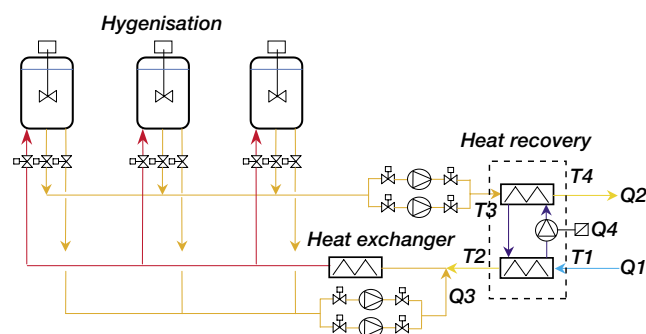 Hygenisation
Heat recovery
T4
Q2
T3
Q4
Heat exchanger
T2
T1
Q1
Q3